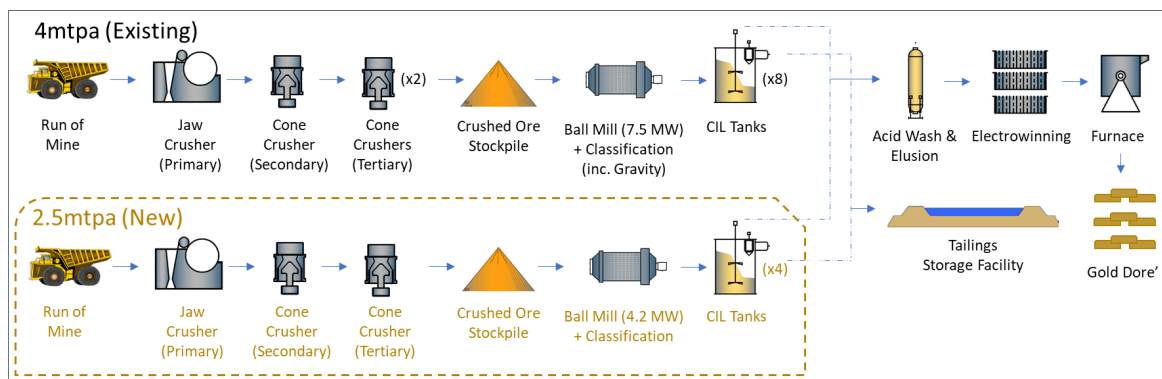 4mtpa (Existing)
(x2)
(x8)
Run of
Mine
Jaw
Crusher
(Primary)
Cone
Crusher
(Secondary)
Cone
Crushers
(Tertiary)
Crushed Ore
Stockpile
Ball Mill (7.5 MW)
+ Classification
(inc. Gravity)
CIL Tanks
Acid Wash &
Elusion
Electrowinning
Furnace
2.5mtpa (New)
(x4)
Run of
Mine
Jaw
Crusher
(Primary)
Cone
Crusher
(Secondary)
Cone
Crusher
(Tertiary)
Crushed Ore
Stockpile
Ball Mill (4.2 MW)
+ Classification
CIL Tanks
Tailings
Storage Facility
Gold Dore’